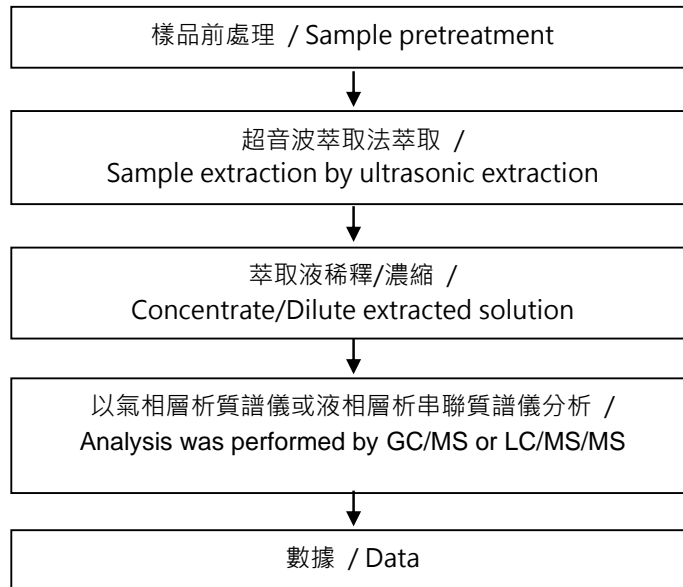 樣品前處理 / Sample pretreatment
超音波萃取法萃取 /
Sample extraction by ultrasonic extraction
萃取液稀釋/濃縮 /
Concentrate/Dilute extracted solution
以氣相層析質譜儀或液相層析串聯質譜儀分析 /
Analysis was performed by GC/MS or LC/MS/MS
數據 / Data